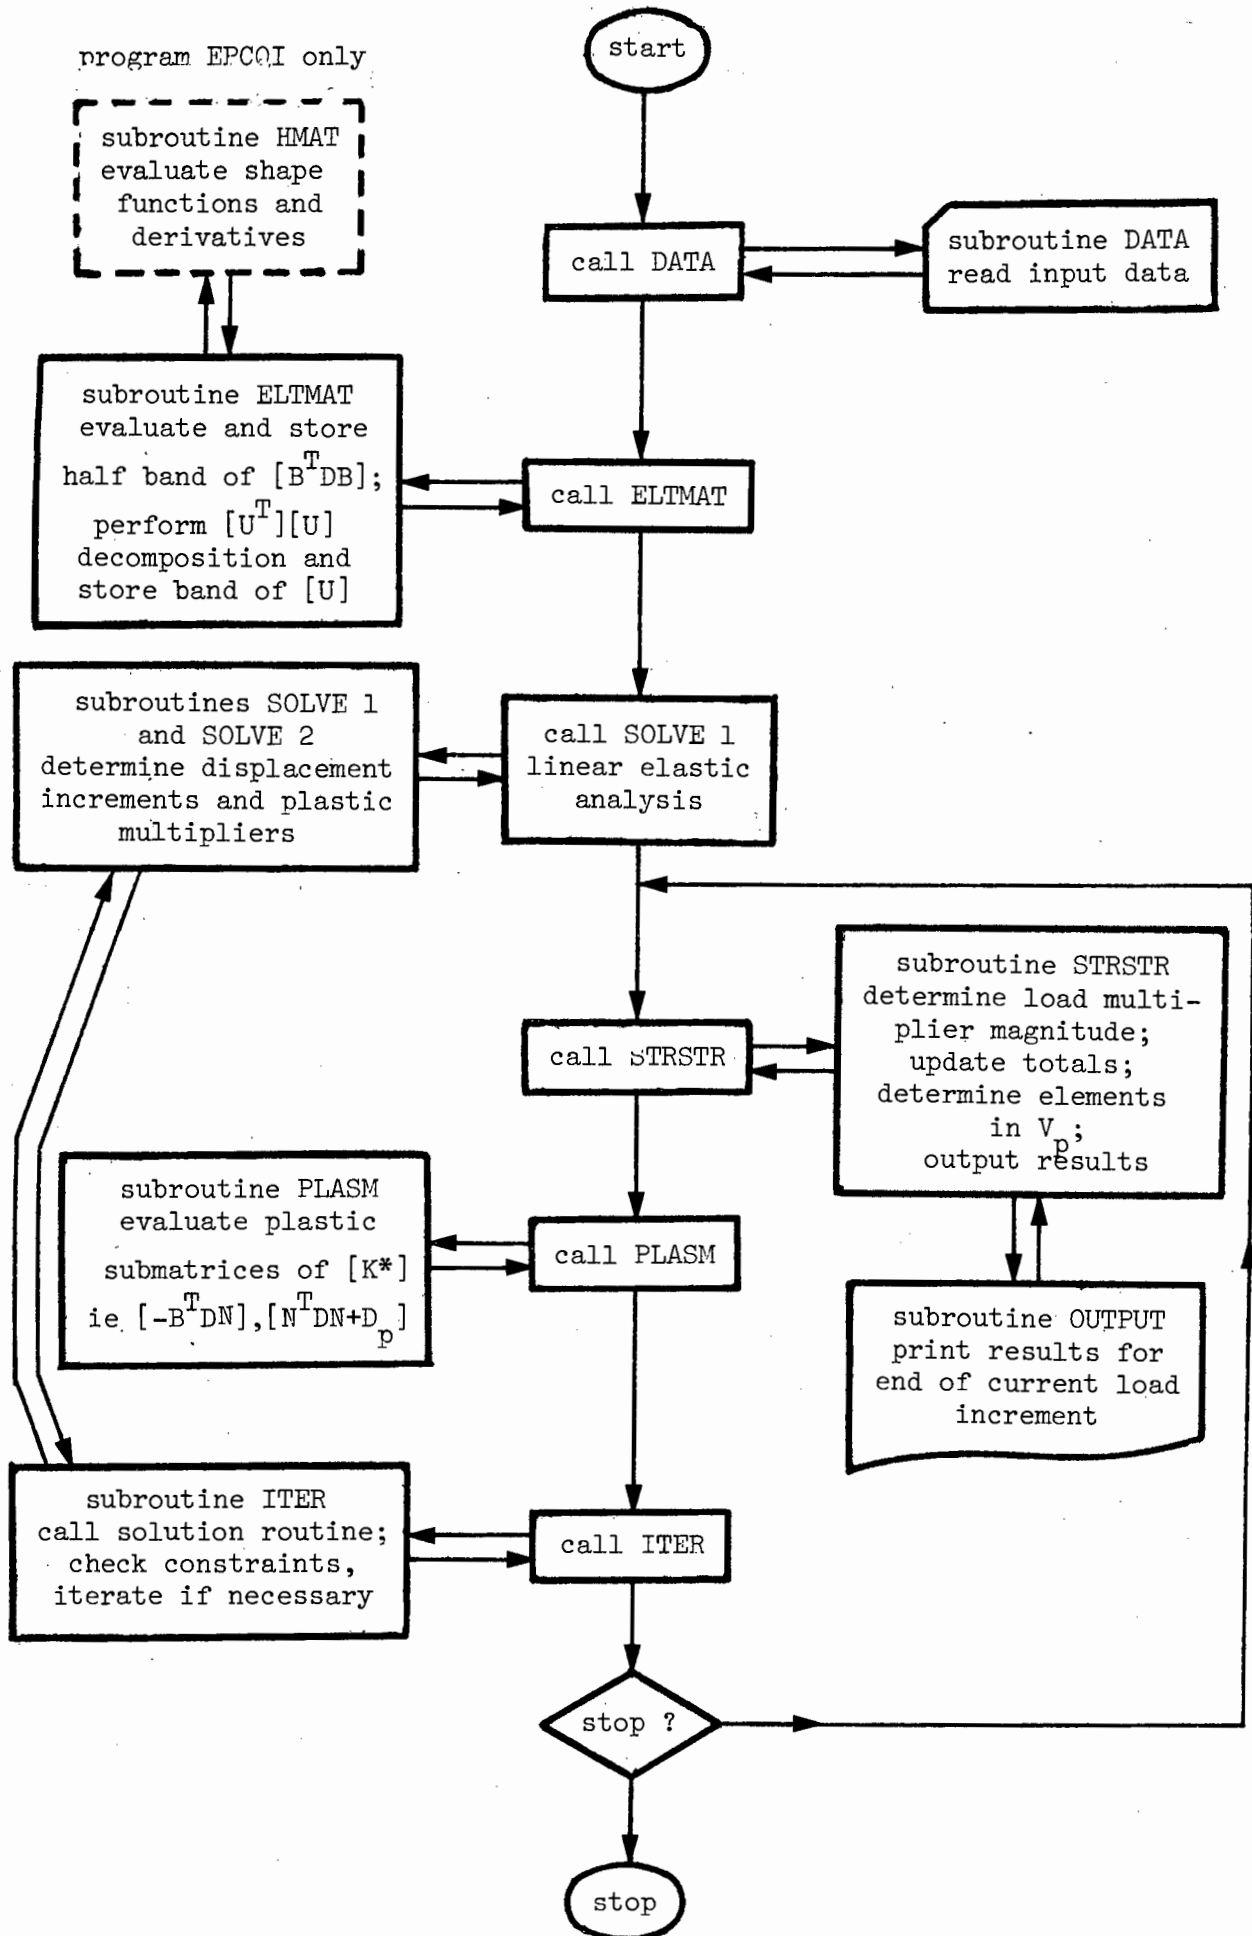 start
program EPCQI only
subroutine HMAT
evaluate shape
functions and
derivatives
call DATA
subroutine DATA
read input data
subroutine ELTMAT
evaluate and store
half band of [B^T DB];
perform [U^T][U]
decomposition and
store band of [U]
call ELTMAT
subroutines SOLVE 1
and SOLVE 2
determine displacement
increments and plastic
multipliers
call SOLVE 1
linear elastic
analysis
call STRSTR
subroutine STRSTR
determine load multi-
plier magnitude;
update totals;
determine elements
in V_p;
output results
subroutine PLASM
evaluate plastic
submatrices of [K*]
ie. [-B^T DN],[N^T DN+D_p]
call PLASM
subroutine OUTPUT
print results for
end of current load
increment
subroutine ITER
call solution routine;
check constraints,
iterate if necessary
call ITER
stop ?
stop